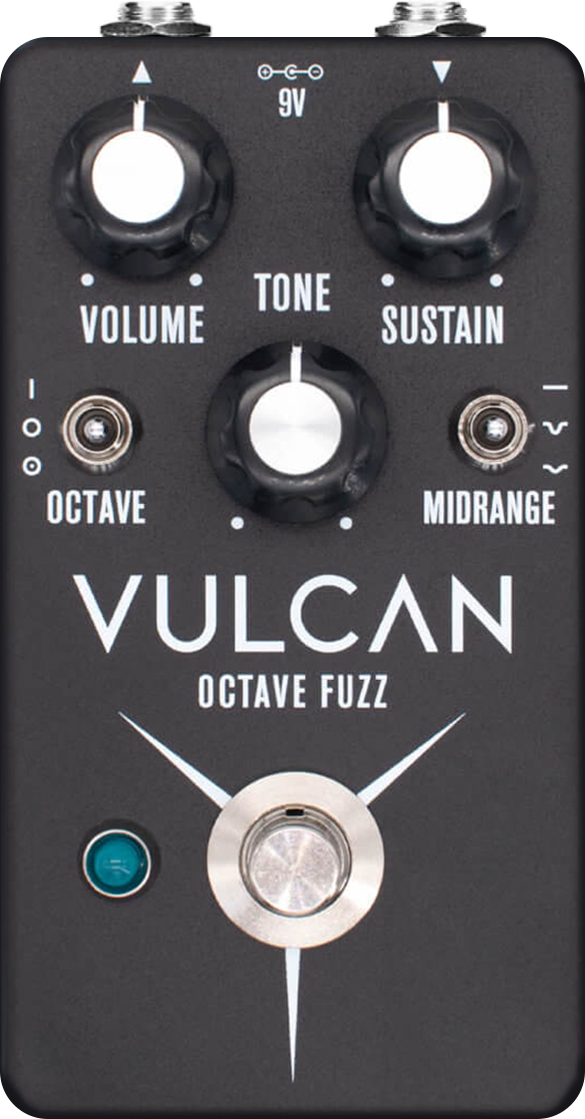 9V
TONE
VOLUME
SUSTAIN
OCTAVE
MIDRANGE
VULCAN
OCTAVE FUZZ